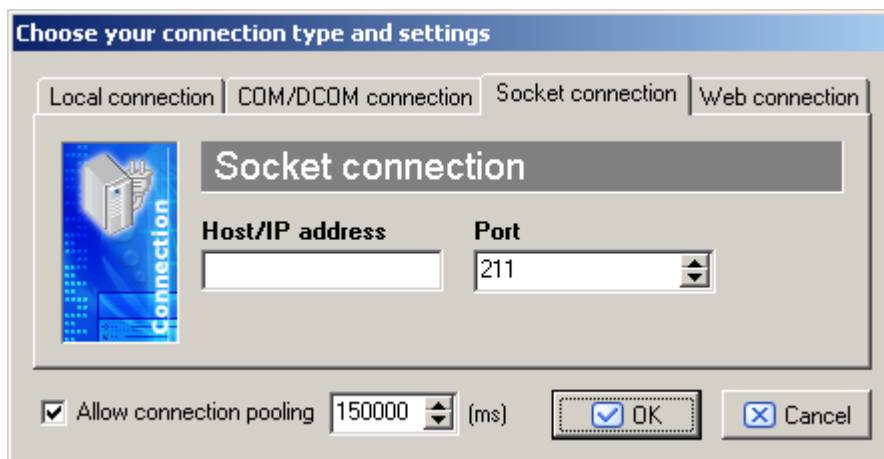 Choose your connection type and settings
Local connection COM/DCOM connection Socket connection Web connection
Connection
Socket connection
Host/IP address Port
211
Allow connection pooling 150000 (ms) OK Cancel